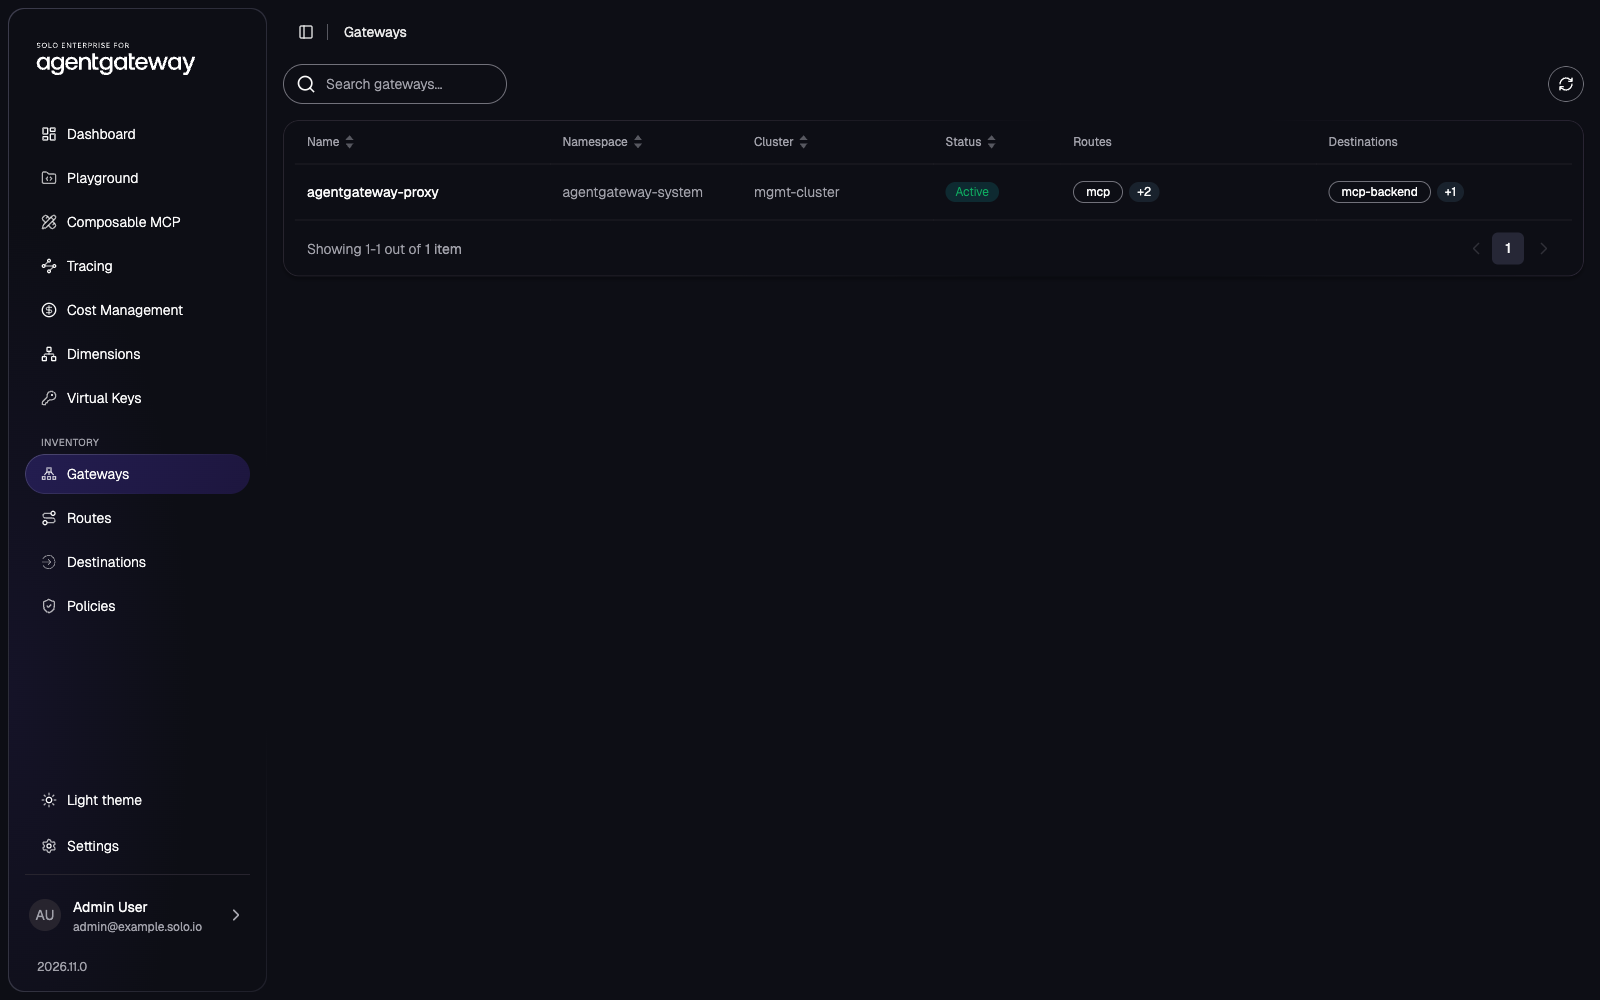 SOLO ENTERPRISE FOR
agentgateway
Dashboard
Playground
Composable MCP
Tracing
Cost Management
Dimensions
Virtual Keys
INVENTORY
Gateways
Routes
Destinations
Policies
Light theme
Settings
AU
Admin User
admin@example.solo.io
2026.11.0
Gateways
Search gateways...
Name Namespace Cluster Status Routes Destinations
agentgateway-proxy agentgateway-system mgmt-cluster Active mcp +2 mcp-backend +1
Showing 1-1 out of 1 item
1